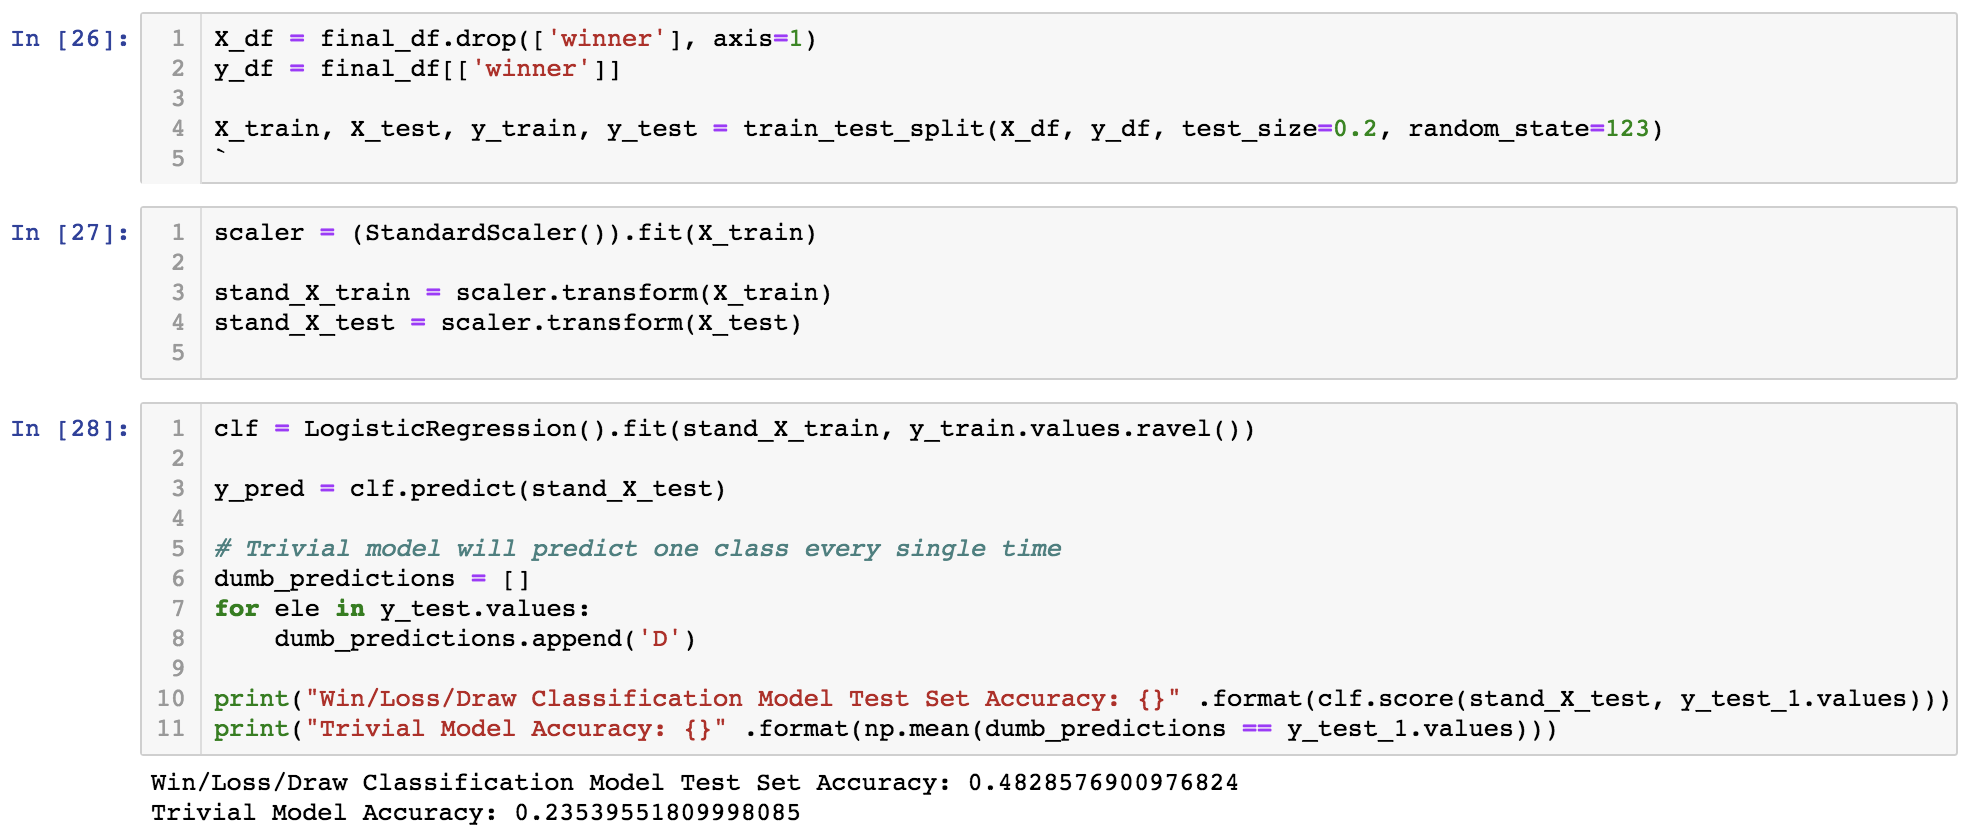 In [26]:
1 X_df = final_df.drop(['winner'], axis=1)
2 y_df = final_df[['winner']]
3
4 X_train, X_test, y_train, y_test = train_test_split(X_df, y_df, test_size=0.2, random_state=123)
5 `
In [27]:
1 scaler = (StandardScaler()).fit(X_train)
2
3 stand_X_train = scaler.transform(X_train)
4 stand_X_test = scaler.transform(X_test)
5
In [28]:
1 clf = LogisticRegression().fit(stand_X_train, y_train.values.ravel())
2
3 y_pred = clf.predict(stand_X_test)
4
5 # Trivial model will predict one class every single time
6 dumb_predictions = []
7 for ele in y_test.values:
8     dumb_predictions.append('D')
9
10 print("Win/Loss/Draw Classification Model Test Set Accuracy: {}" .format(clf.score(stand_X_test, y_test_1.values)))
11 print("Trivial Model Accuracy: {}" .format(np.mean(dumb_predictions == y_test_1.values)))
Win/Loss/Draw Classification Model Test Set Accuracy: 0.4828576900976824
Trivial Model Accuracy: 0.23539551809998085